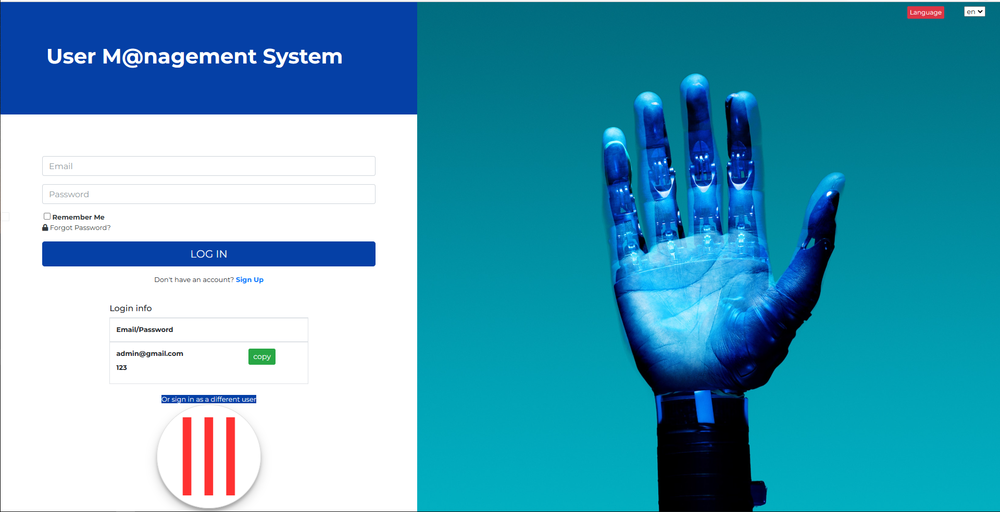 Language
en
User M@nagement System
Email
Password
Remember Me
Forgot Password?
LOG IN
Don't have an account? Sign Up
Login info
Email/Password
admin@gmail.com
copy
123
Or sign in as a different user